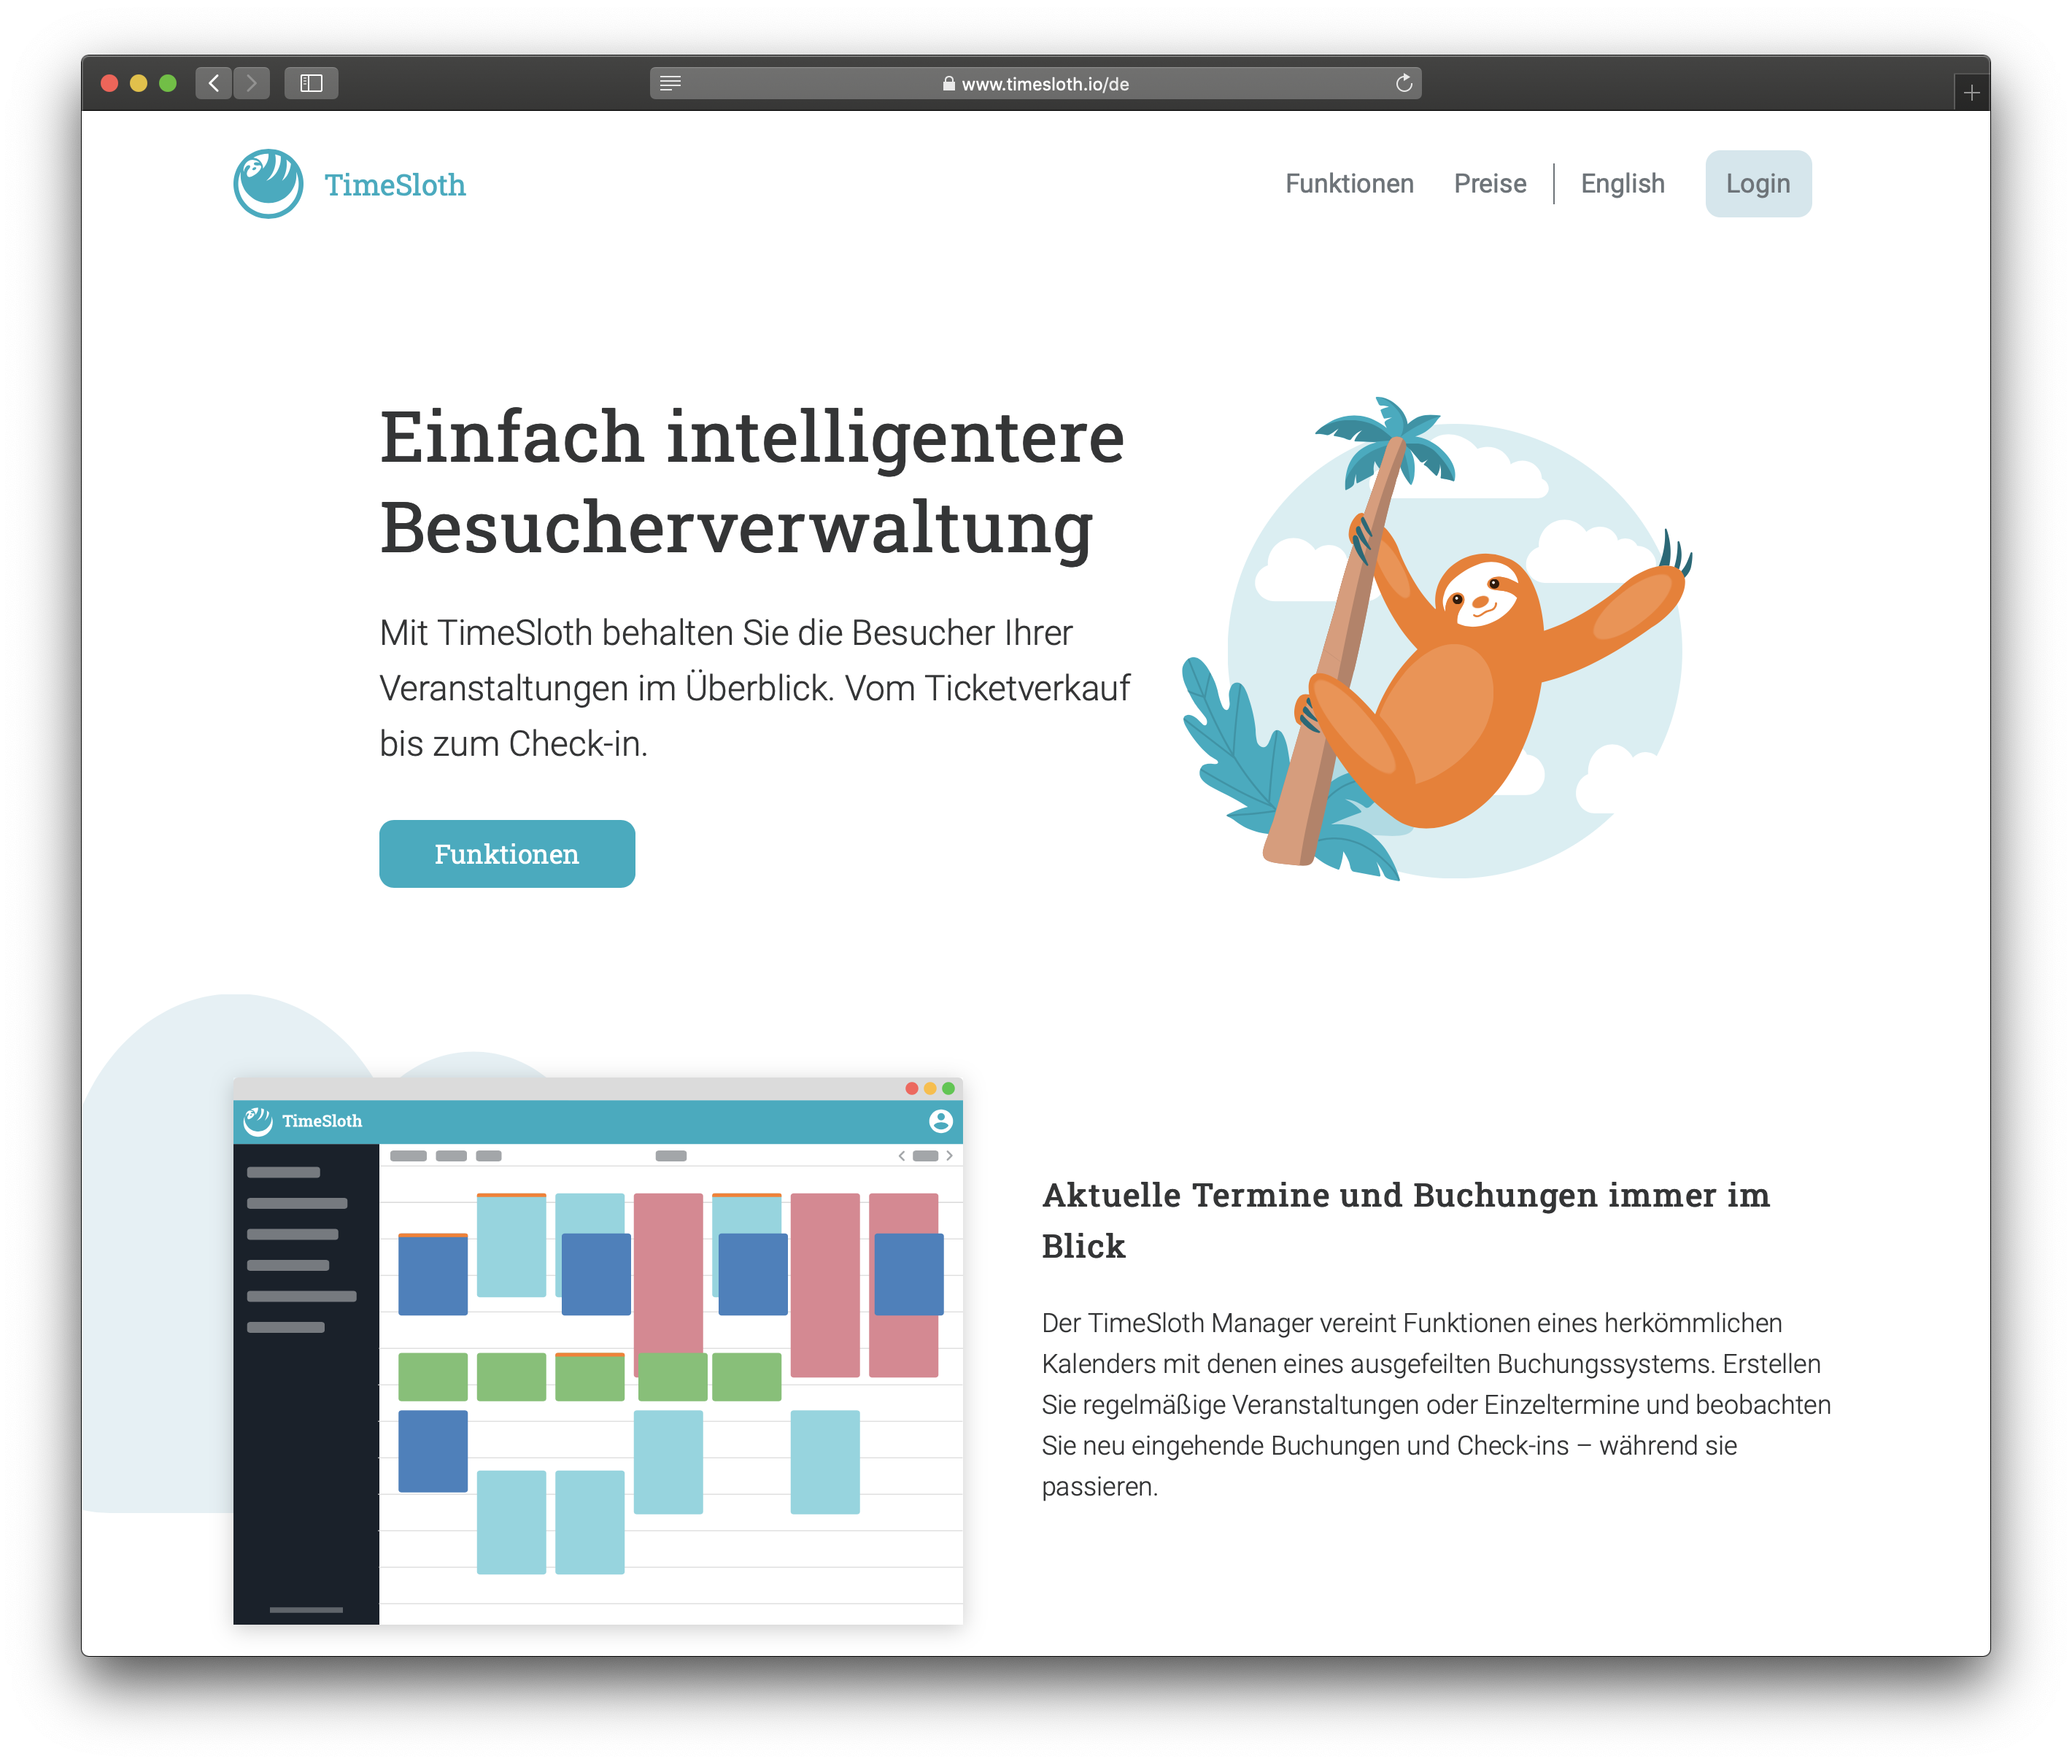 www.timesloth.io/de
TimeSloth
Funktionen
Preise
English
Login
Einfach intelligentere
Besucherverwaltung
Mit TimeSloth behalten Sie die Besucher Ihrer
Veranstaltungen im Überblick. Vom Ticketverkauf
bis zum Check-in.
Funktionen
TimeSloth
Aktuelle Termine und Buchungen immer im
Blick
Der TimeSloth Manager vereint Funktionen eines herkömmlichen
Kalenders mit denen eines ausgefeilten Buchungssystems. Erstellen
Sie regelmäßige Veranstaltungen oder Einzeltermine und beobachten
Sie neu eingehende Buchungen und Check-ins – während sie
passieren.